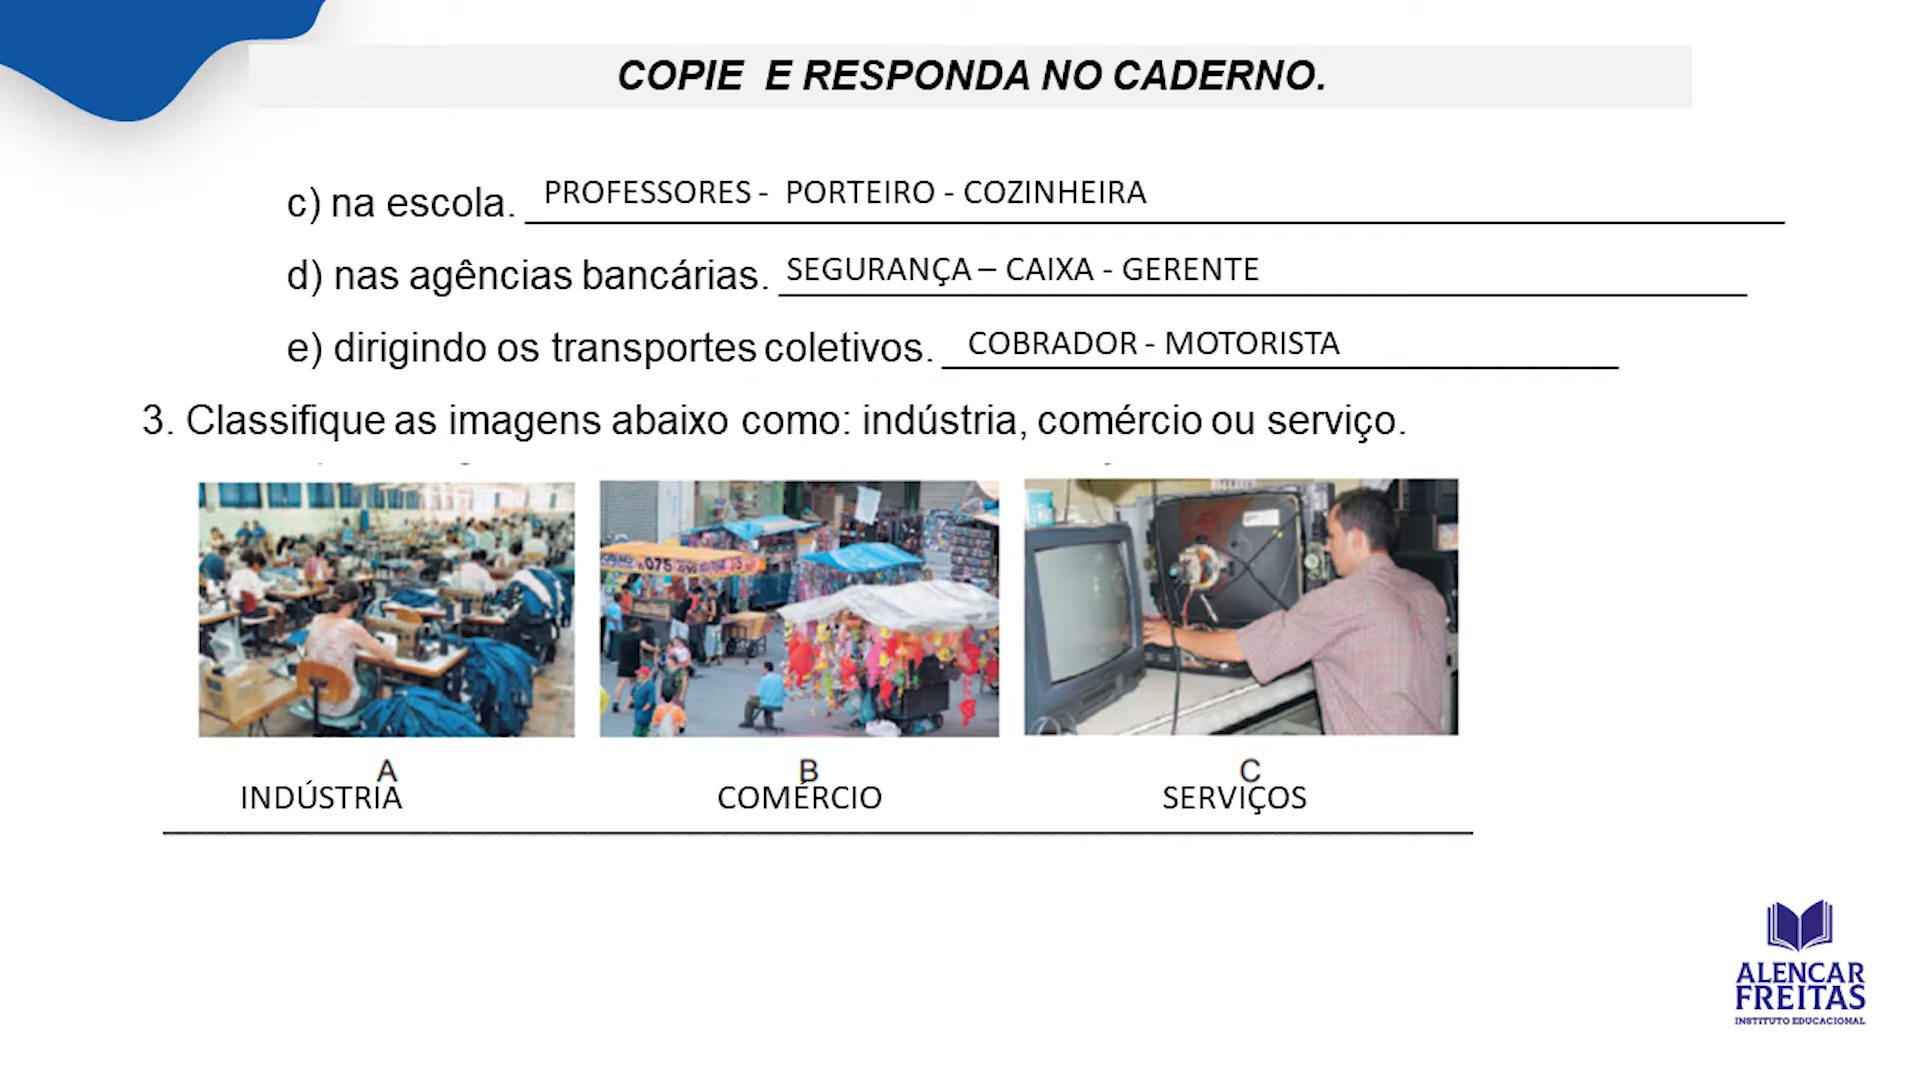 COPIE E RESPONDA NO CADERNO.
c) na escola. PROFESSORES - PORTEIRO - COZINHEIRA
d) nas agências bancárias. SEGURANÇA – CAIXA - GERENTE
e) dirigindo os transportes coletivos. COBRADOR - MOTORISTA
3. Classifique as imagens abaixo como: indústria, comércio ou serviço.
075
A B C
INDÚSTRIA COMÉRCIO SERVIÇOS
ALENCAR
FREITAS
INSTITUTO EDUCACIONAL